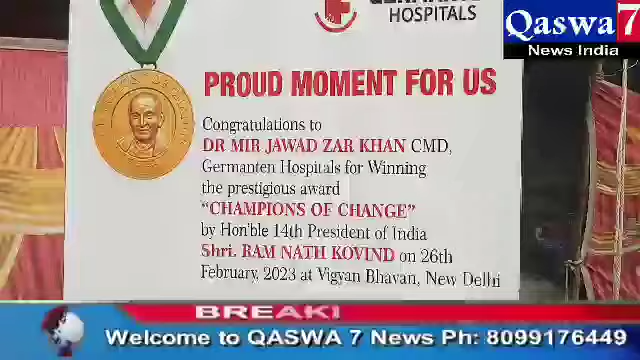 HOSPITALS
Qaswa 7
News India
PROUD MOMENT FOR US
Congratulations to
DR MIR JAWAD ZAR KHAN CMD,
Germanten Hospitals for Winning
the prestigious award
“CHAMPIONS OF CHANGE”
by Hon'ble 14th President of India
Shri. RAM NATH KOVIND on 26th
February, 2023 at Vigyan Bhavan, New Delhi
BREAKI
Welcome to QASWA 7 News Ph: 8099176449